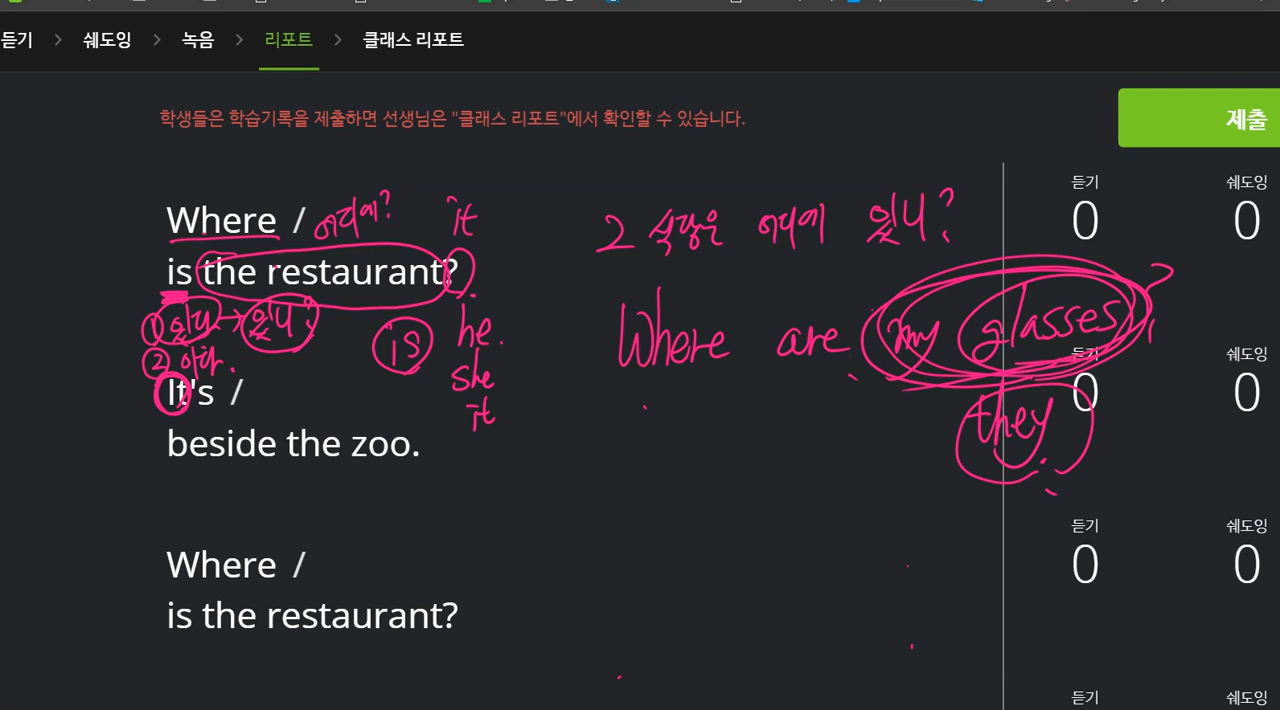 듣기 > 쉐도잉 > 녹음 > 리포트 > 클래스 리포트
학생들은 학습기록을 제출하면 선생님은 "클래스 리포트"에서 확인할 수 있습니다.
제출
Where / 어디에? it
is the restaurant?
① 있다 → 있니?
② 이다.
is
he.
she
it
It's /
beside the zoo.
그 식당은 어디에 있니?
Where are my glasses?
they
Where /
is the restaurant?
듣기 쉐도잉
0 0
듣기 쉐도잉
0 0
듣기 쉐도잉
0 0
듣기 쉐도잉